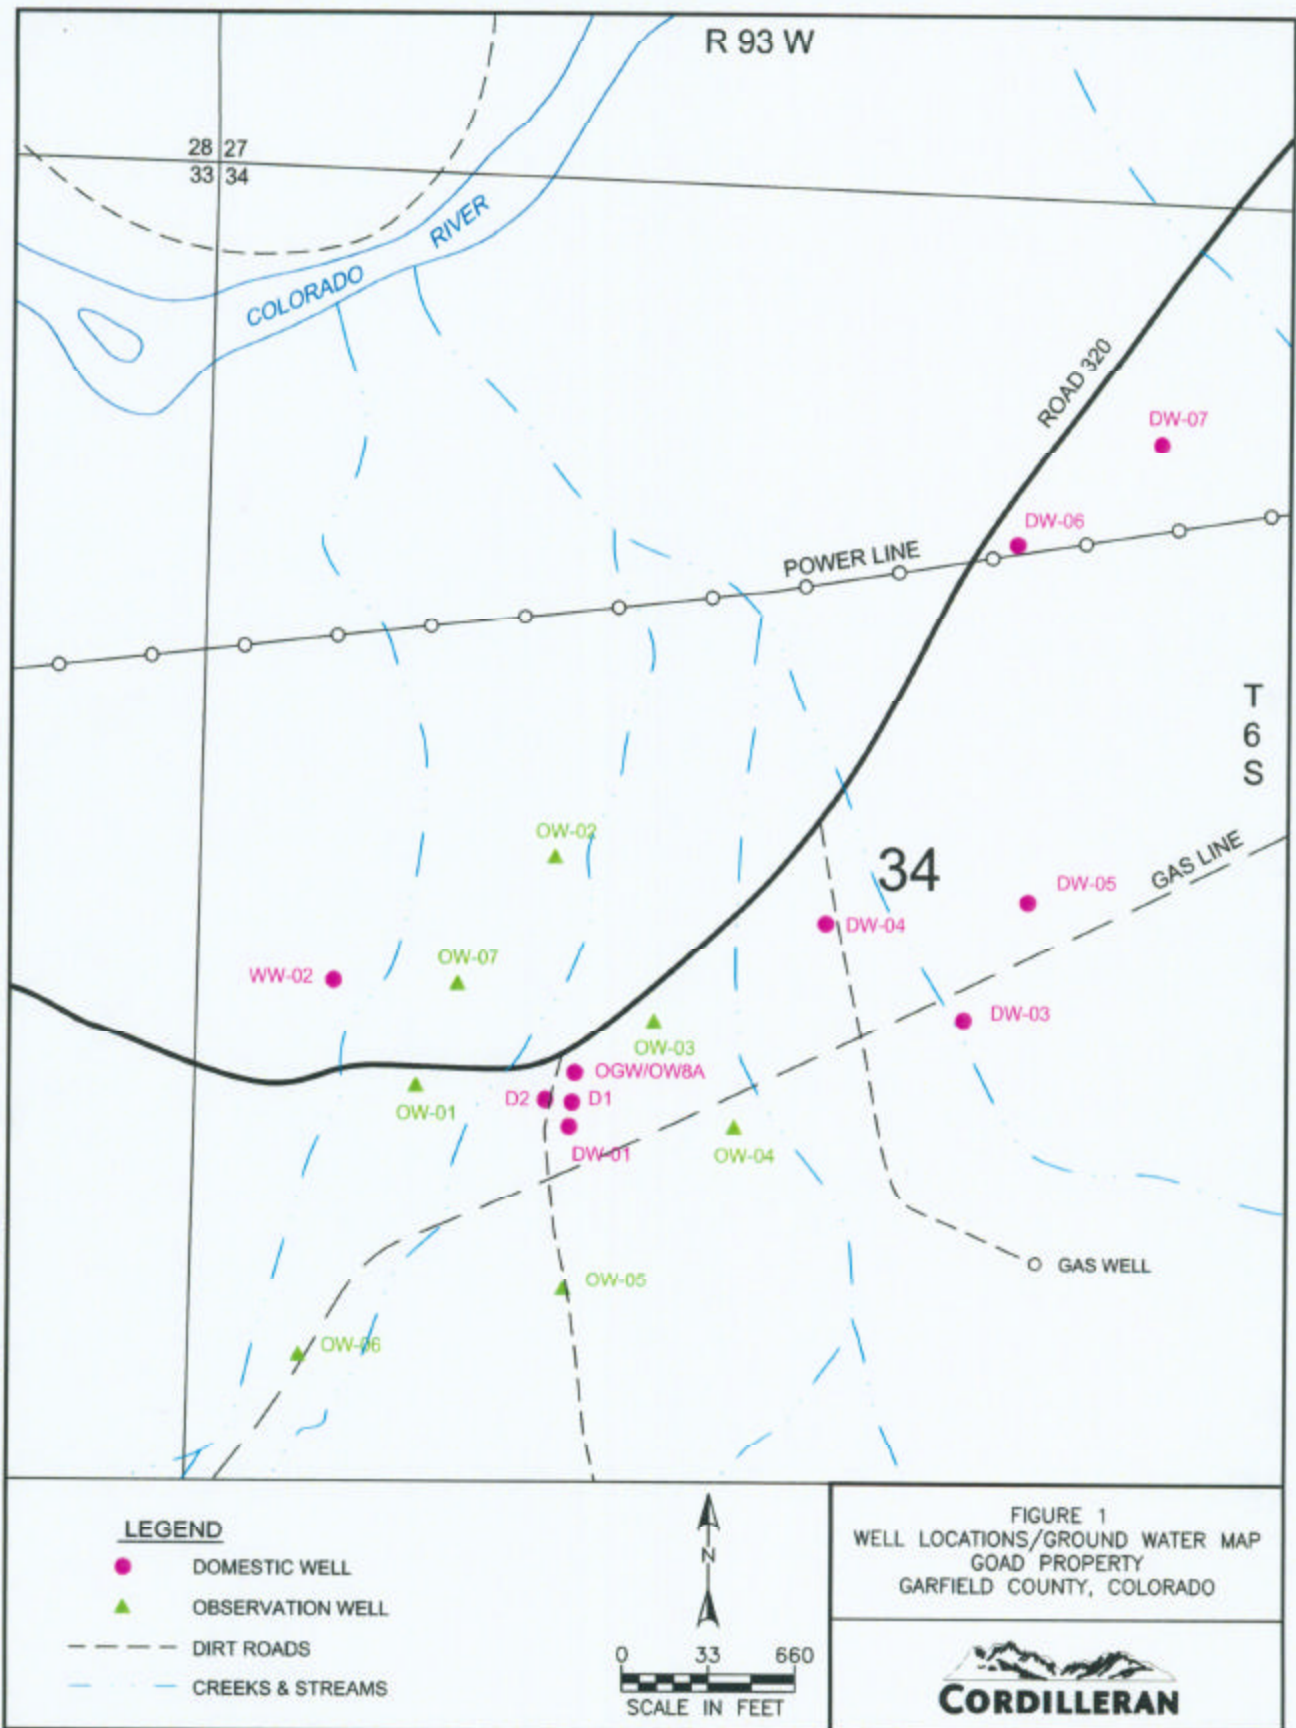 R 93 W
28 27
33 34
COLORADO RIVER
ROAD 320
DW-07
DW-06
POWER LINE
T
6
S
OW-02
34
GAS LINE
DW-05
DW-04
OW-07
WW-02
DW-03
OW-03
OGW/OW8A
OW-01
D2
D1
DW-01
OW-04
GAS WELL
OW-05
OW-06
LEGEND
DOMESTIC WELL
OBSERVATION WELL
DIRT ROADS
CREEKS & STREAMS
N
0 33 660
SCALE IN FEET
FIGURE 1
WELL LOCATIONS/GROUND WATER MAP
GOAD PROPERTY
GARFIELD COUNTY, COLORADO
CORDILLERAN